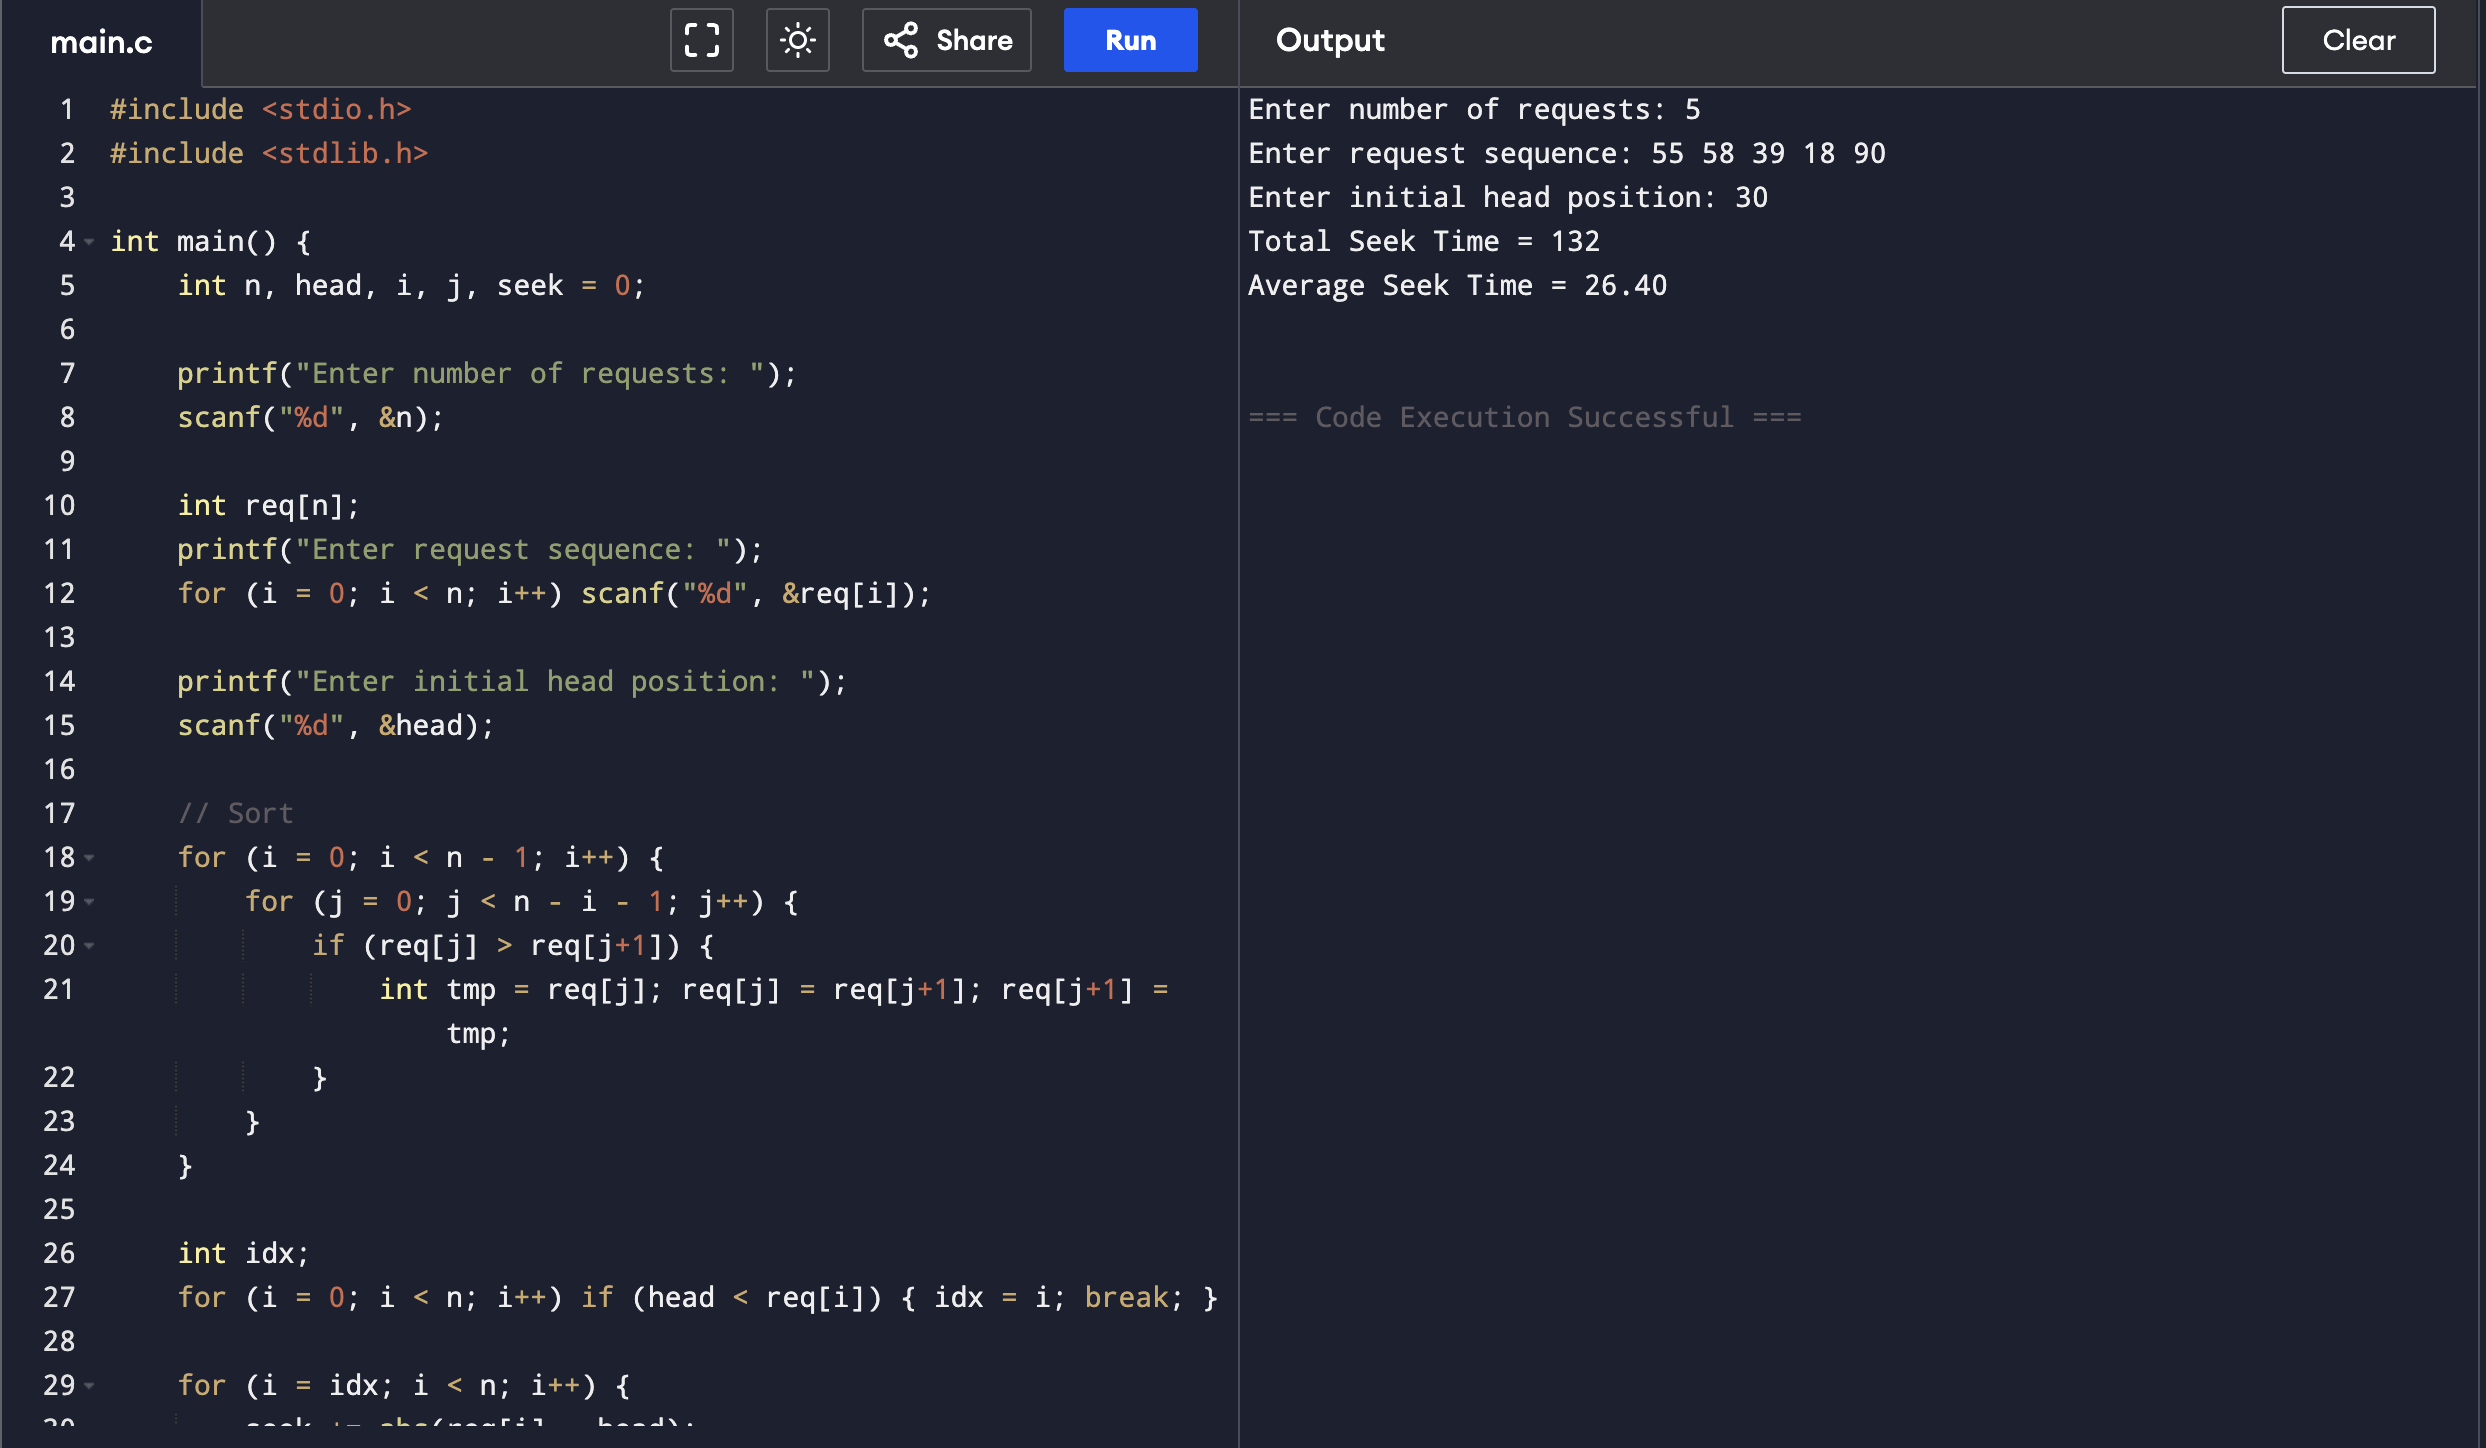 main.c
Share
Run
Output
Clear
1 #include <stdio.h>
2 #include <stdlib.h>
3
4 int main() {
5     int n, head, i, j, seek = 0;
6
7     printf("Enter number of requests: ");
8     scanf("%d", &n);
9
10     int req[n];
11     printf("Enter request sequence: ");
12     for (i = 0; i < n; i++) scanf("%d", &req[i]);
13
14     printf("Enter initial head position: ");
15     scanf("%d", &head);
16
17     // Sort
18     for (i = 0; i < n - 1; i++) {
19         for (j = 0; j < n - i - 1; j++) {
20             if (req[j] > req[j+1]) {
21                 int tmp = req[j]; req[j] = req[j+1]; req[j+1] =
tmp;
22             }
23         }
24     }
25
26     int idx;
27     for (i = 0; i < n; i++) if (head < req[i]) { idx = i; break; }
28
29     for (i = idx; i < n; i++) {
Enter number of requests: 5
Enter request sequence: 55 58 39 18 90
Enter initial head position: 30
Total Seek Time = 132
Average Seek Time = 26.40
=== Code Execution Successful ===